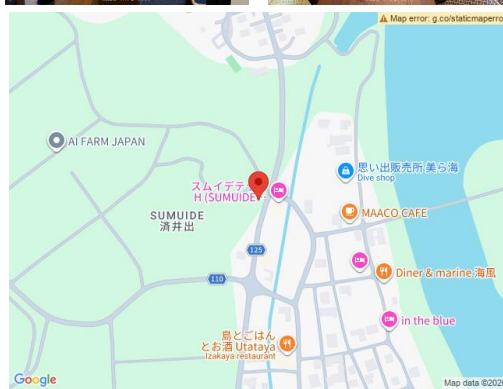 Map error: g.co/staticmaperro
AI FARM JAPAN
思い出販売所 美ら海
Dive shop
スムイデテ
H (SUMUIDE
MAACO CAFE
SUMUIDE
済井出
125
110
Diner & marine 海風
in the blue
島とごはん
とお酒 Utataya
Izakaya restaurant
Google
Map data ©202